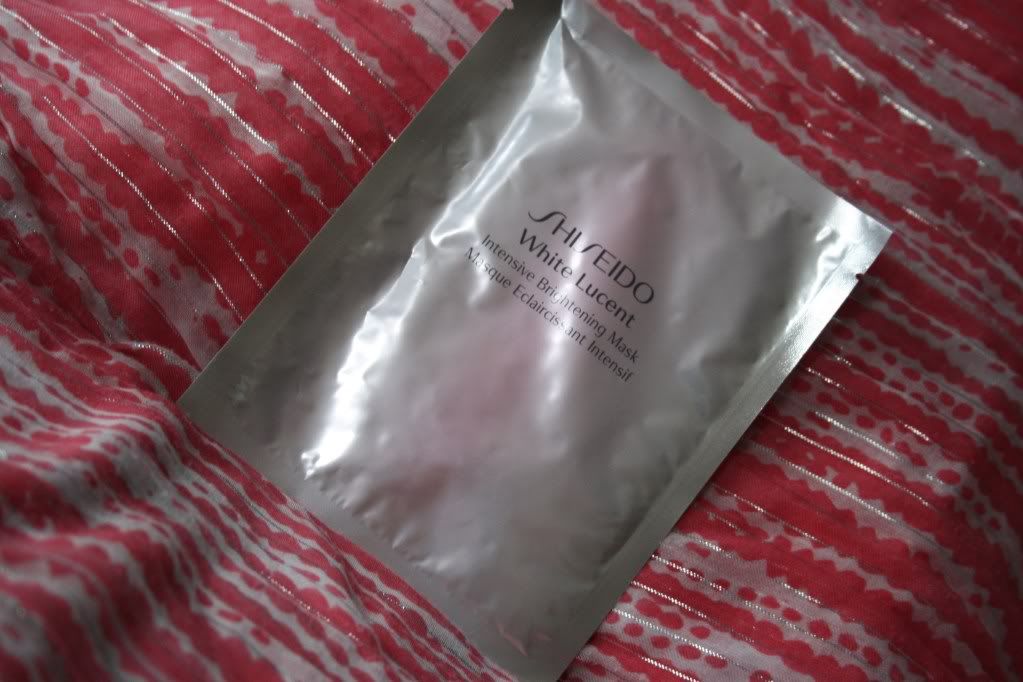 SHISEIDO
White Lucent
Intensive Brightening Mask
Masque Eclaircissant Intensif